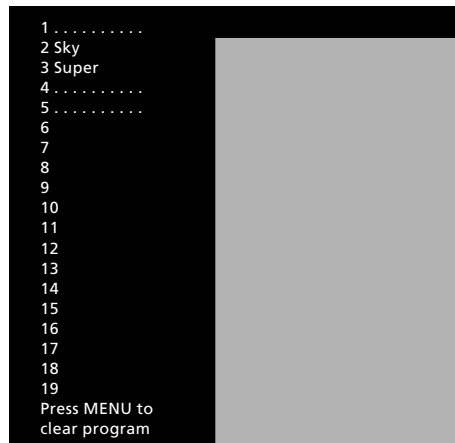 1 . . . . . . . . . .
2 Sky
3 Super
4 . . . . . . . . . .
5 . . . . . . . . . .
6
7
8
9
10
11
12
13
14
15
16
17
18
19
Press MENU to
clear program